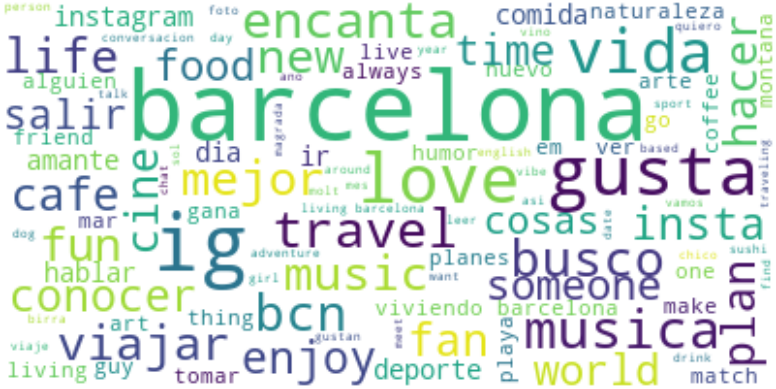 person
foto
instagram
encanta
comida
naturaleza
conversacion
day
vino
quiero
life
food
new
live
year
time
vida
hacer
montana
alguien
ano
always
nuevo
arte
coffee
talk
salir
barcelona
sport
go
friend
magrada
sol
dia
ir
humor
english
em
ver
based
amante
cine
chat
mejor
around
love
vibe
gusta
traveling
cafe
molt
mes
asi
vamos
mar
gana
living barcelona
leer
cosas
date
insta
dog
fun
ig
travel
adventure
planes
busco
chico
sushi
hablar
girl
music
want
someone
one
find
plan
conocer
bcn
viviendo barcelona
make
birra
art
thing
gustan
meet
fan
playa
musica
viaje
viajar
enjoy
deporte
world
drink
living
guy
tomar
match